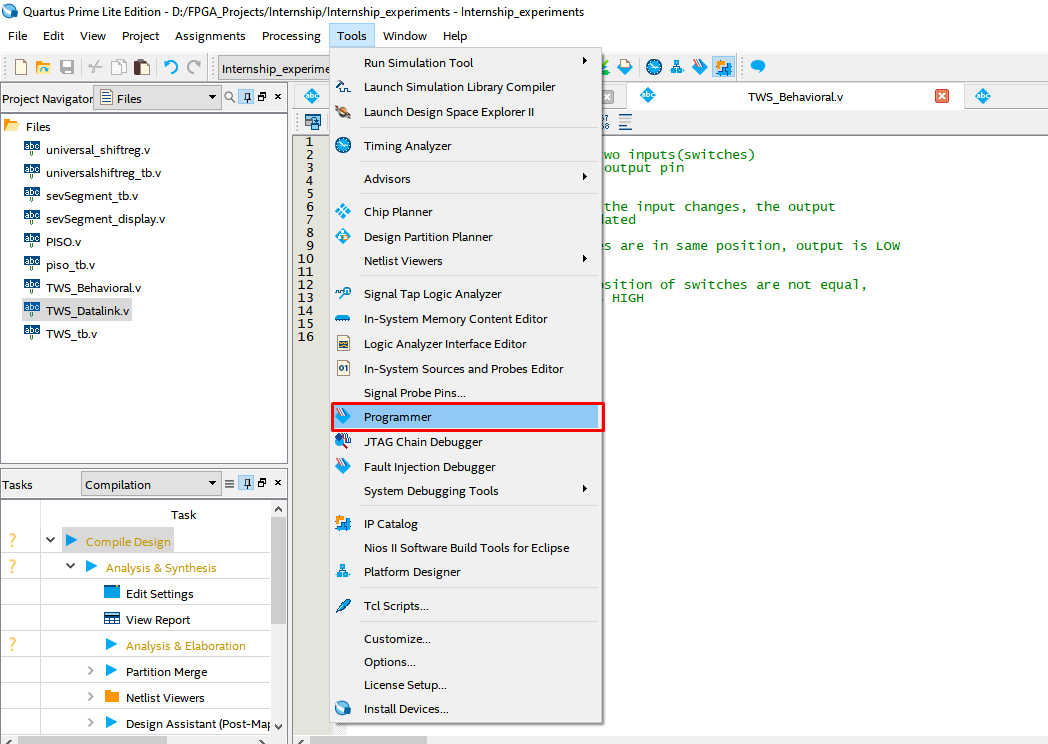 Quartus Prime Lite Edition - D:/FPGA_Projects/Internship/Internship_experiments - Internship_experiments
File Edit View Project Assignments Processing Tools Window Help
Internship_experime
Project Navigator Files
Files
universal_shiftreg.v
universalshiftreg_tb.v
sevSegment_tb.v
sevSegment_display.v
PISO.v
piso_tb.v
TWS_Behavioral.v
TWS_Datalink.v
TWS_tb.v
Tasks Compilation
Task
Compile Design
Analysis & Synthesis
Edit Settings
View Report
Analysis & Elaboration
Partition Merge
Netlist Viewers
Design Assistant (Post-Map
Run Simulation Tool
Launch Simulation Library Compiler
Launch Design Space Explorer II
Timing Analyzer
Advisors
Chip Planner
Design Partition Planner
Netlist Viewers
Signal Tap Logic Analyzer
In-System Memory Content Editor
Logic Analyzer Interface Editor
In-System Sources and Probes Editor
Signal Probe Pins...
Programmer
JTAG Chain Debugger
Fault Injection Debugger
System Debugging Tools
IP Catalog
Nios II Software Build Tools for Eclipse
Platform Designer
Tcl Scripts...
Customize...
Options...
License Setup...
Install Devices...
TWS_Behavioral.v
1
2 two inputs(switches)
3 output pin
4
5
6 the input changes, the output
7 dated
8
9 es are in same position, output is LOW
10
11
12 osition of switches are not equal,
13 s HIGH
14
15
16